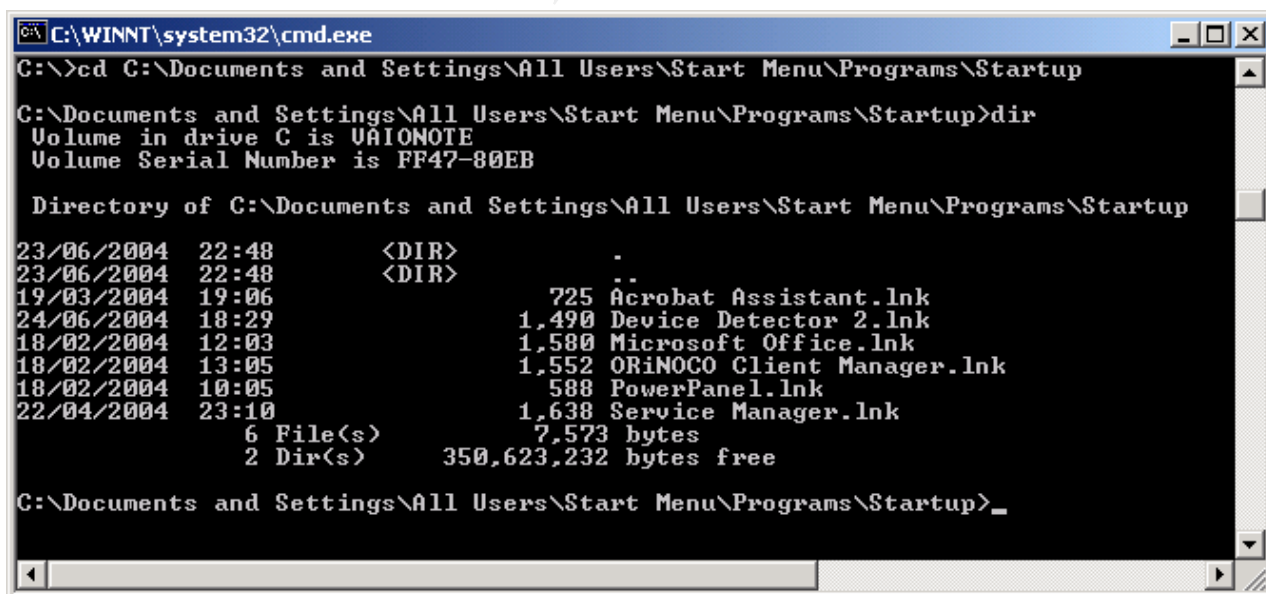 C:\WINNT\system32\cmd.exe
C:\>cd C:\Documents and Settings\All Users\Start Menu\Programs\Startup
C:\Documents and Settings\All Users\Start Menu\Programs\Startup>dir
Volume in drive C is VAIONOTE
Volume Serial Number is FF47-80EB
Directory of C:\Documents and Settings\All Users\Start Menu\Programs\Startup
23/06/2004 22:48 <DIR> .
23/06/2004 22:48 <DIR> ..
19/03/2004 19:06 725 Acrobat Assistant.lnk
24/06/2004 18:29 1,490 Device Detector 2.lnk
18/02/2004 12:03 1,580 Microsoft Office.lnk
18/02/2004 13:05 1,552 ORiNOCO Client Manager.lnk
18/02/2004 10:05 588 PowerPanel.lnk
22/04/2004 23:10 1,638 Service Manager.lnk
6 File(s) 7,573 bytes
2 Dir(s) 350,623,232 bytes free
C:\Documents and Settings\All Users\Start Menu\Programs\Startup>_